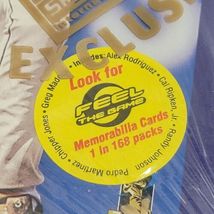 EXCLUS
• Includes: Alex Rodriguez, • Cal Ripken, Jr. • Randy Johnson • Pedro Martinez • Chipper Jones • Greg Mad
Look for
FEEL
THE GAME
Memorabilia Cards
1 in 168 packs